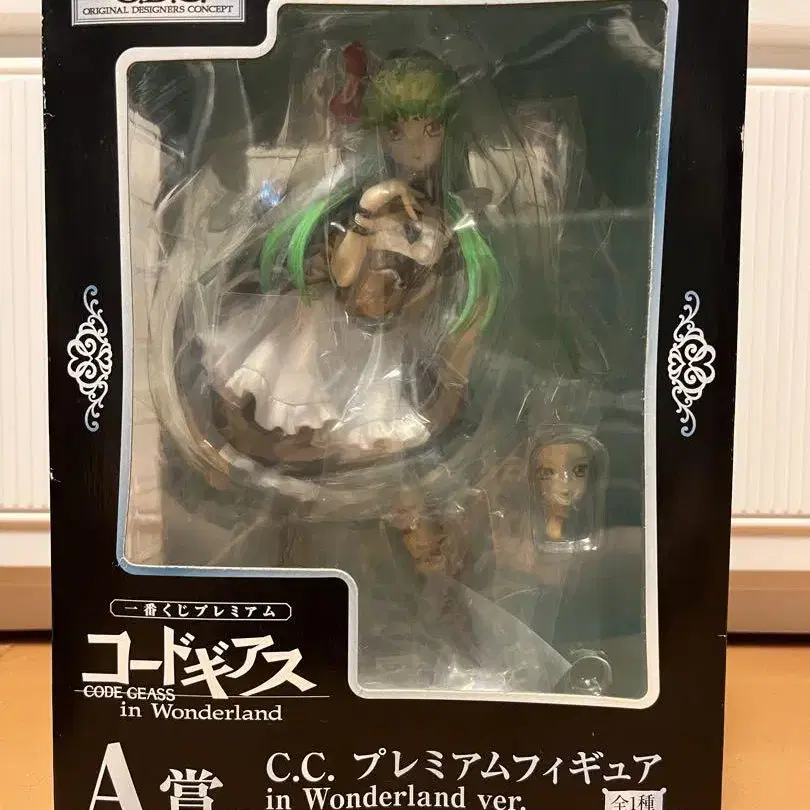 ORIGINAL DESIGNERS CONCEPT
一番くじプレミアム
コードギアス
CODE GEASS
in Wonderland
A賞
C.C. プレミアムフィギュア
in Wonderland ver.
全1種